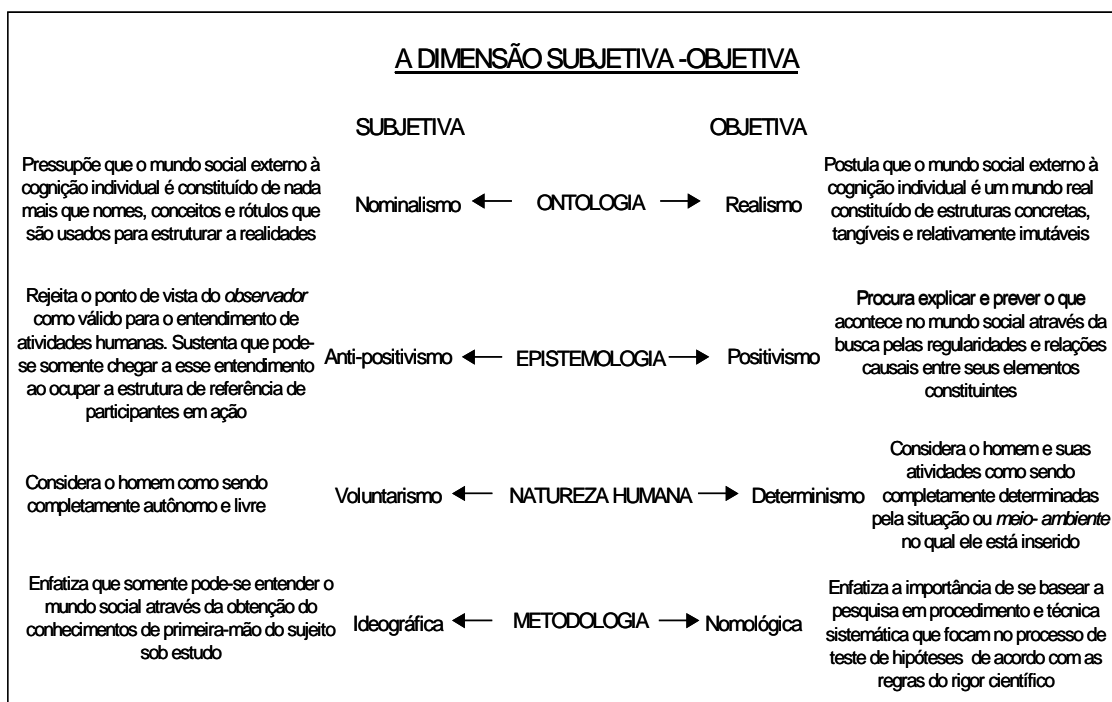 A DIMENSÃO SUBJETIVA -OBJETIVA
SUBJETIVA
OBJETIVA
Pressupõe que o mundo social externo à
cognição individual é constituído de nada
mais que nomes, conceitos e rótulos que
são usados para estruturar a realidades
Nominalismo
ONTOLOGIA
Realismo
Postula que o mundo social externo à
cognição individual é um mundo real
constituído de estruturas concretas,
tangíveis e relativamente imutáveis
Rejeita o ponto de vista do observador
como válido para o entendimento de
atividades humanas. Sustenta que pode-
se somente chegar a esse entendimento
ao ocupar a estrutura de referência de
participantes em ação
Anti-positivismo
EPISTEMOLOGIA
Positivismo
Procura explicar e prever o que
acontece no mundo social através da
busca pelas regularidades e relações
causais entre seus elementos
constituintes
Considera o homem como sendo
completamente autônomo e livre
Voluntarismo
NATUREZA HUMANA
Determinismo
Considera o homem e suas
atividades como sendo
completamente determinadas
pela situação ou meio- ambiente
no qual ele está inserido
Enfatiza que somente pode-se entender o
mundo social através da obtenção do
conhecimentos de primeira-mão do sujeito
sob estudo
Ideográfica
METODOLOGIA
Nomológica
Enfatiza a importância de se basear a
pesquisa em procedimento e técnica
sistemática que focam no processo de
teste de hipóteses de acordo com as
regras do rigor científico